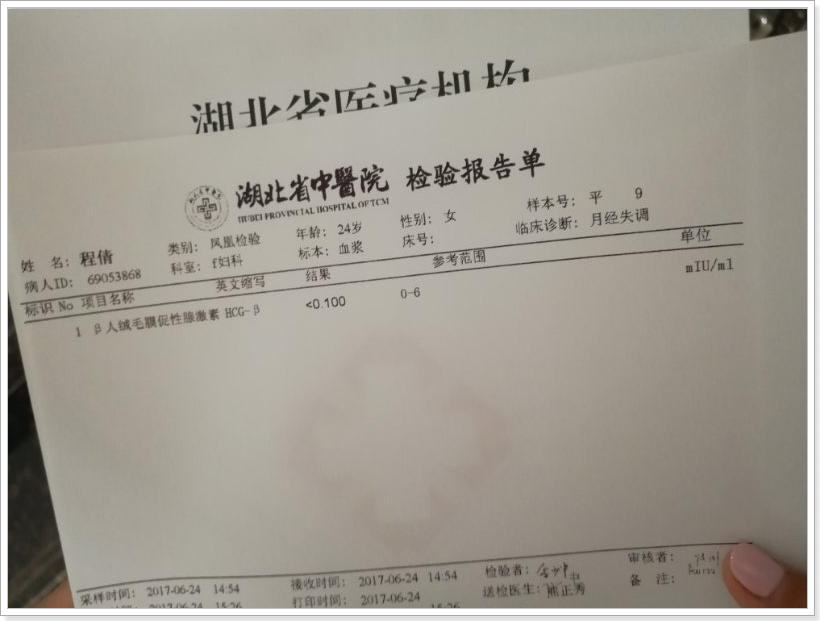 湖北省医疗机构
湖北省中醫院 检验报告单
HUBEI PROVINCIAL HOSPITAL OF TCM
姓 名: 程倩 类别: 凤凰检验 年龄: 24岁 性别: 女 样本号: 平 9
病人ID: 69053868 科室: f妇科 标本: 血浆 床号: 临床诊断: 月经失调
标识 No 项目名称 英文缩写 结果 参考范围 单位
1 β人绒毛膜促性腺激素 HCG-β <0.100 0-6 mIU/ml
采样时间: 2017-06-24 14:54 接收时间: 2017-06-24 14:54 检验者: 审核者:
2017-06-24 15:26 打印时间: 2017-06-24 15:26 送检医生: 熊正秀 备 注: